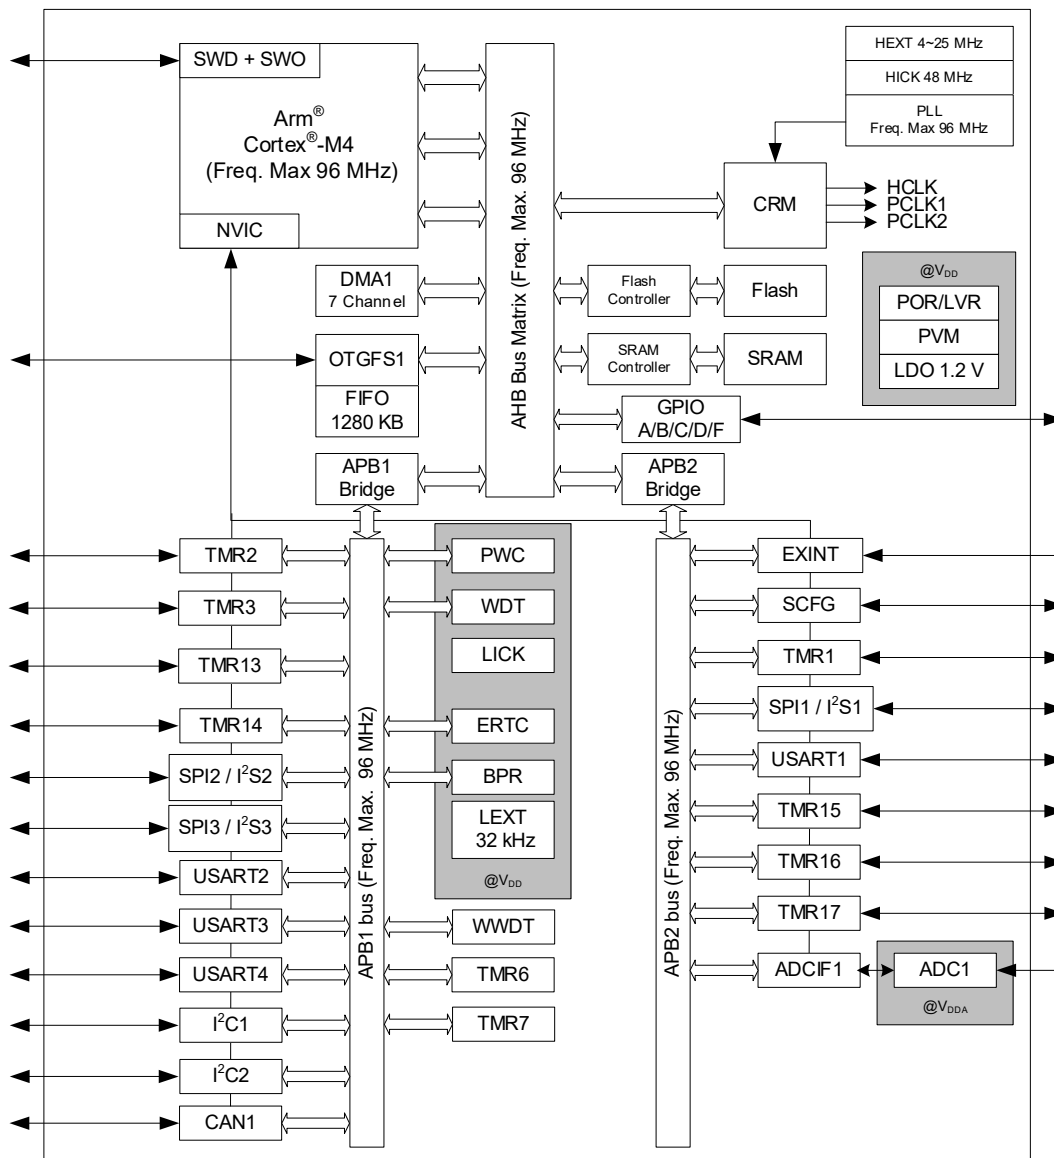 SWD + SWO
Arm®
Cortex®-M4
(Freq. Max 96 MHz)
NVIC
AHB Bus Matrix (Freq. Max. 96 MHz)
HEXT 4~25 MHz
HICK 48 MHz
PLL
Freq. Max 96 MHz
CRM
HCLK
PCLK1
PCLK2
DMA1
7 Channel
Flash
Controller
Flash
@VDD
POR/LVR
PVM
LDO 1.2 V
OTGFS1
FIFO
1280 KB
SRAM
Controller
SRAM
GPIO
A/B/C/D/F
APB1
Bridge
APB2
Bridge
TMR2
TMR3
TMR13
TMR14
SPI2 / I²S2
SPI3 / I²S3
USART2
USART3
USART4
I²C1
I²C2
CAN1
APB1 bus (Freq. Max. 96 MHz)
PWC
WDT
LICK
ERTC
BPR
LEXT
32 kHz
@VDD
WWDT
TMR6
TMR7
APB2 bus (Freq. Max. 96 MHz)
EXINT
SCFG
TMR1
SPI1 / I²S1
USART1
TMR15
TMR16
TMR17
ADCIF1
ADC1
@VDDA